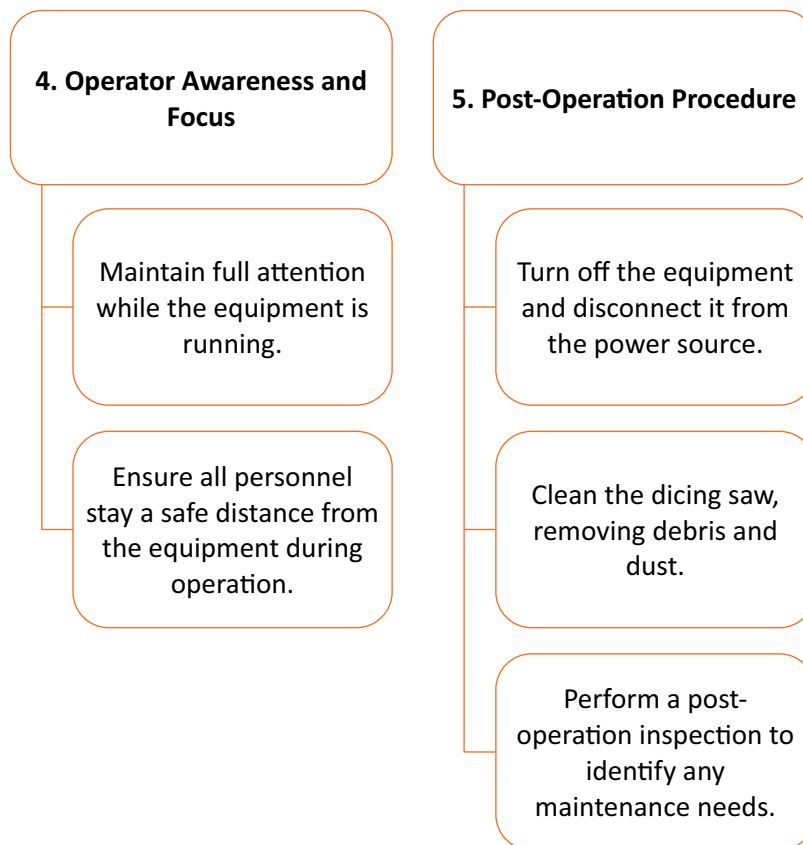 4. Operator Awareness and
Focus
Maintain full attention
while the equipment is
running.
Ensure all personnel
stay a safe distance from
the equipment during
operation.
5. Post-Operation Procedure
Turn off the equipment
and disconnect it from
the power source.
Clean the dicing saw,
removing debris and
dust.
Perform a post-
operation inspection to
identify any
maintenance needs.